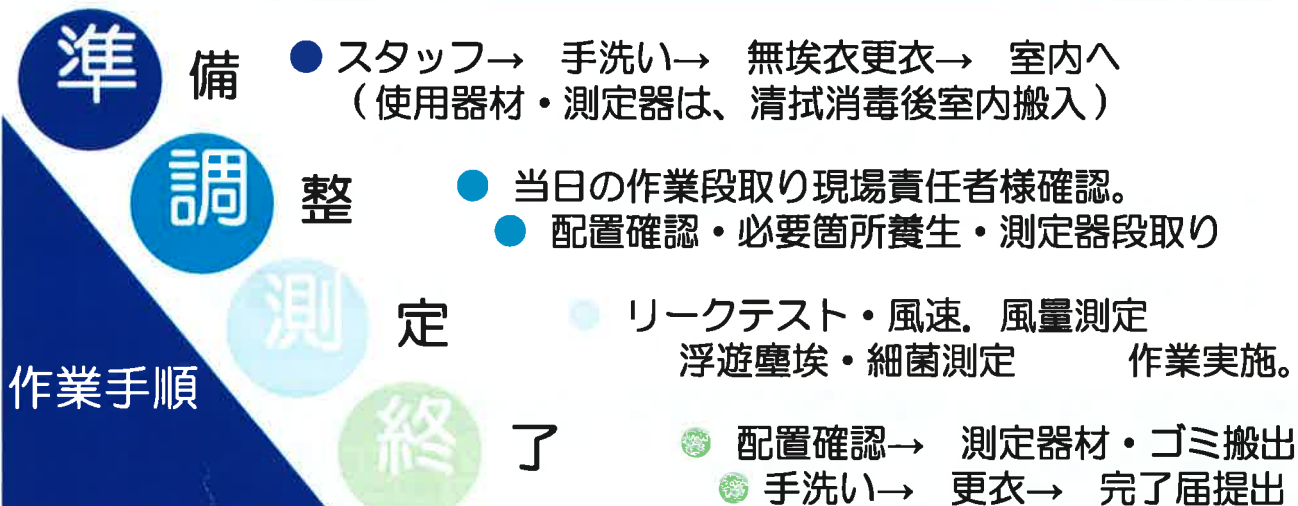 準備
●スタッフ→ 手洗い→ 無埃衣更衣→ 室内へ
(使用器材・測定器は、清拭消毒後室内搬入)
調整
● 当日の作業段取り現場責任者様確認。
● 配置確認・必要箇所養生・測定器段取り
測定
● リークテスト・風速．風量測定
浮遊塵埃・細菌測定 作業実施。
作業手順
終了
● 配置確認→ 測定器材・ゴミ搬出
● 手洗い→ 更衣→ 完了届提出